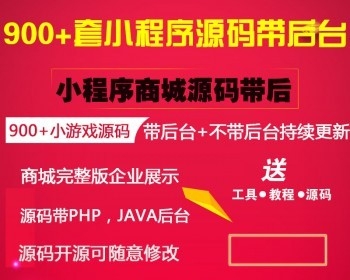 900+套小程序源码带后台
小程序商城源码带后
900+小游戏源码 带后台+不带后台持续更新
商城完整版企业展示
送
工具●教程●源码
源码带PHP，JAVA后台
源码开源可随意修改